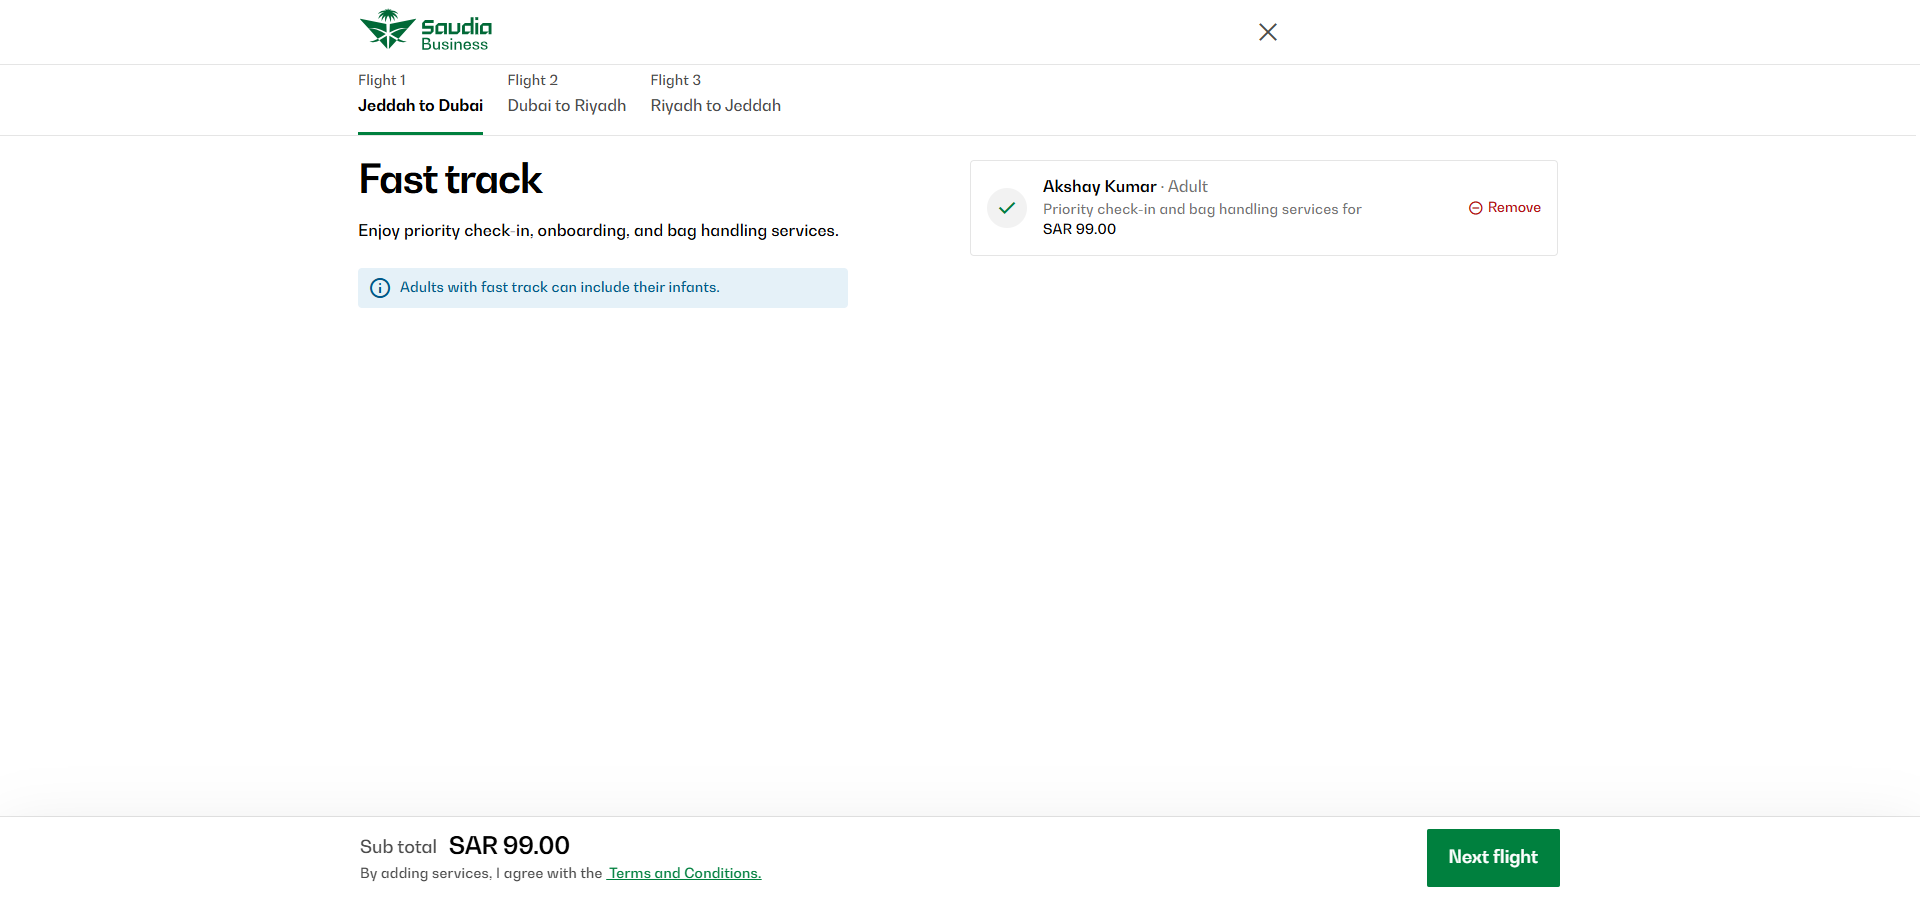 Saudia
Business
Flight 1
Jeddah to Dubai
Flight 2
Dubai to Riyadh
Flight 3
Riyadh to Jeddah
Fast track
Enjoy priority check-in, onboarding, and bag handling services.
Adults with fast track can include their infants.
Akshay Kumar · Adult
Priority check-in and bag handling services for
SAR 99.00
Remove
Sub total SAR 99.00
By adding services, I agree with the Terms and Conditions.
Next flight